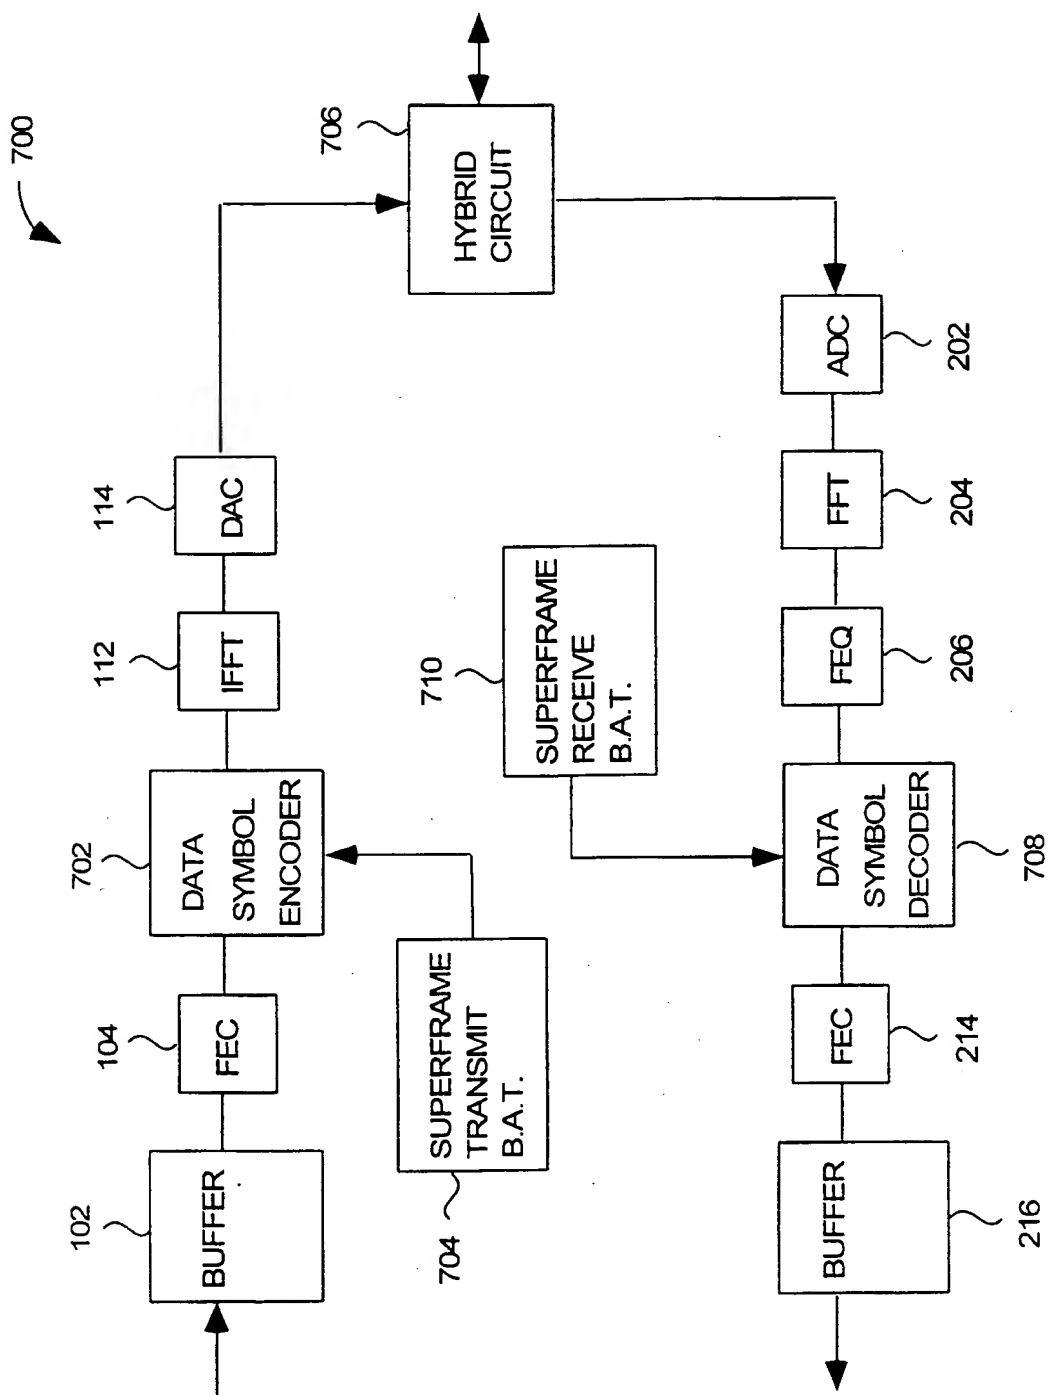 700
102
BUFFER
104
FEC
702
DATA
SYMBOL
ENCODER
112
IFFT
114
DAC
706
HYBRID
CIRCUIT
704
SUPERFRAME
TRANSMIT
B.A.T.
710
SUPERFRAME
RECEIVE
B.A.T.
BUFFER
216
FEC
214
DATA
SYMBOL
DECODER
708
FEQ
206
FFT
204
ADC
202